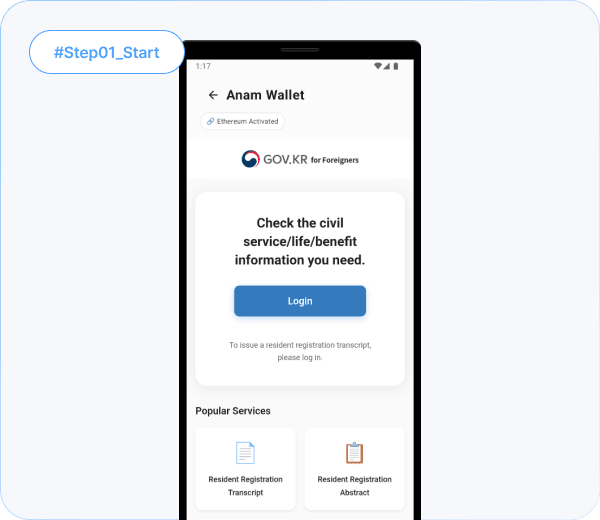 #Step01_Start
1:17
Anam Wallet
Ethereum Activated
GOV.KR for Foreigners
Check the civil
service/life/benefit
information you need.
Login
To issue a resident registration transcript,
please log in.
Popular Services
Resident Registration
Transcript
Resident Registration
Abstract